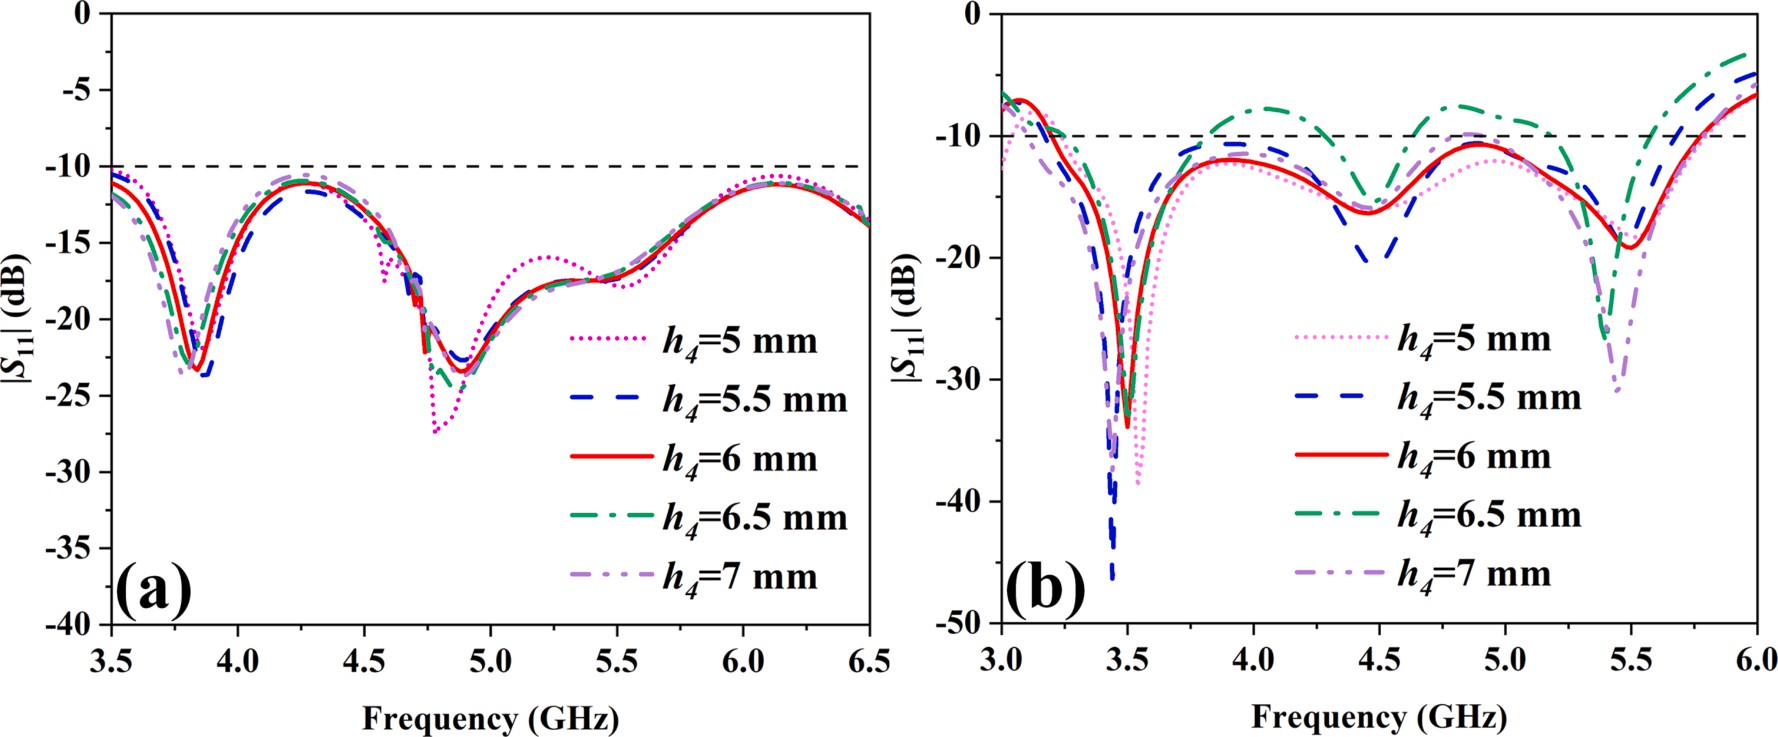 0
-5
-10
-15
-20
-25
-30
-35
-40
|S11| (dB)
h4=5 mm
h4=5.5 mm
h4=6 mm
h4=6.5 mm
h4=7 mm
(a)
3.5 4.0 4.5 5.0 5.5 6.0 6.5
Frequency (GHz)
0
-10
-20
-30
-40
-50
|S11| (dB)
h4=5 mm
h4=5.5 mm
h4=6 mm
h4=6.5 mm
h4=7 mm
(b)
3.0 3.5 4.0 4.5 5.0 5.5 6.0
Frequency (GHz)